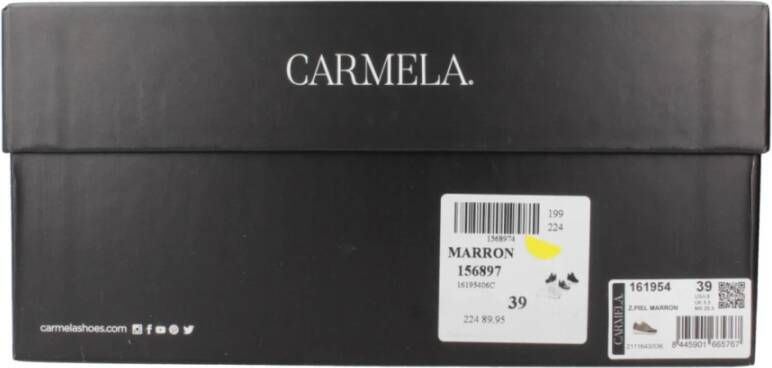 CARMELA.
199
224
1568974
MARRON
156897
16195406C
39
224 89.95
carmelashoes.com
CARMELA.
161954 39
Z.PIEL MARRON
8 445901 665767